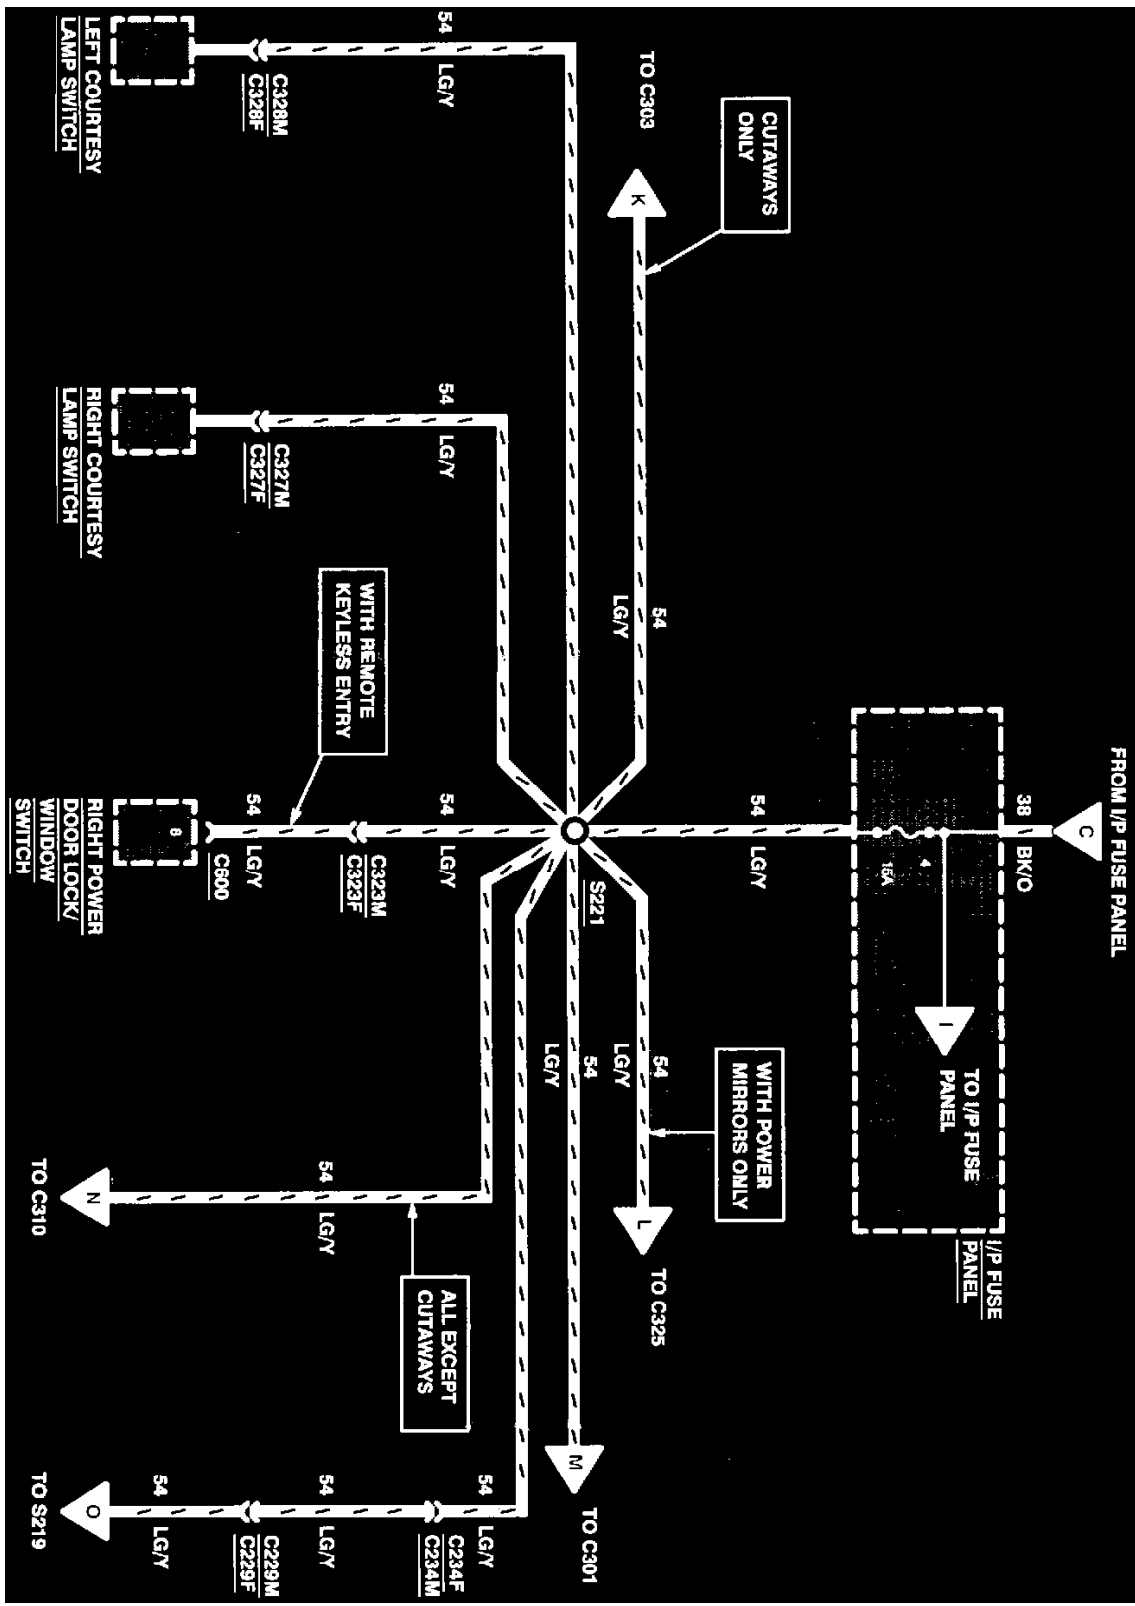 FROM I/P FUSE PANEL
C
38
BK/O
I/P FUSE
PANEL
4
15A
I
TO I/P FUSE
PANEL
54
LG/Y
CUTAWAYS
ONLY
TO C303
K
54
LG/Y
WITH POWER
MIRRORS ONLY
54
LG/Y
L
TO C325
S221
54
LG/Y
M
TO C301
54
LG/Y
C328M
C328F
LEFT COURTESY
LAMP SWITCH
54
LG/Y
C327M
C327F
RIGHT COURTESY
LAMP SWITCH
WITH REMOTE
KEYLESS ENTRY
54
LG/Y
C323M
C323F
54
LG/Y
C600
8
RIGHT POWER
DOOR LOCK/
WINDOW
SWITCH
ALL EXCEPT
CUTAWAYS
54
LG/Y
N
TO C310
54
LG/Y
C234F
C234M
54
LG/Y
C229M
C229F
54
LG/Y
O
TO S219